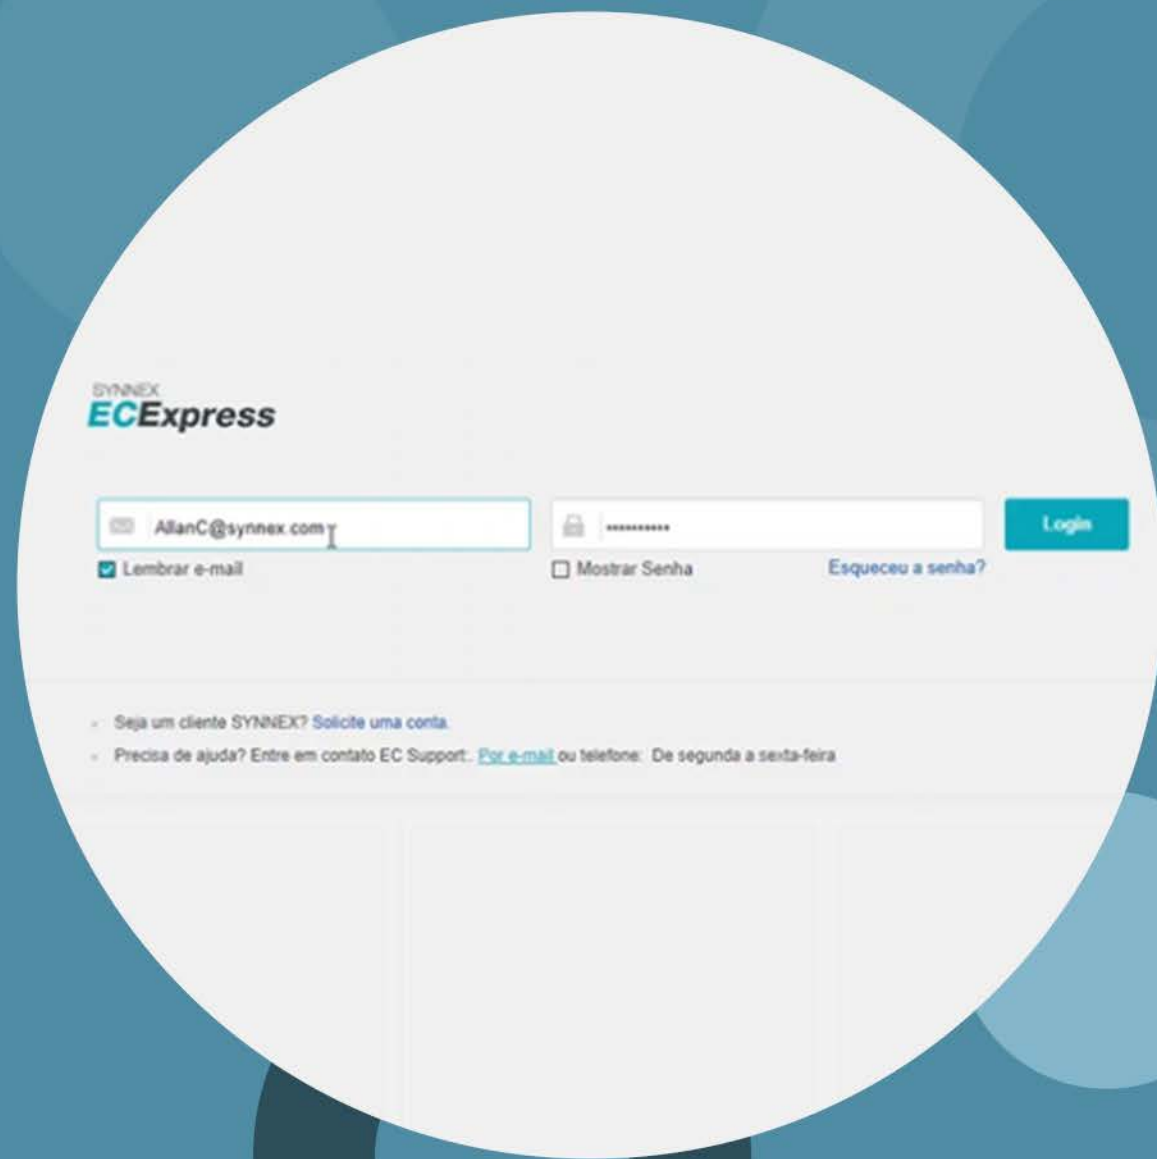 SYNNEX
ECExpress
AllanC@synnex.com
••••••••••
Login
Lembrar e-mail
Mostrar Senha
Esqueceu a senha?
Seja um cliente SYNNEX? Solicite uma conta.
Precisa de ajuda? Entre em contato EC Support:. Por e-mail ou telefone: De segunda a sexta-feira